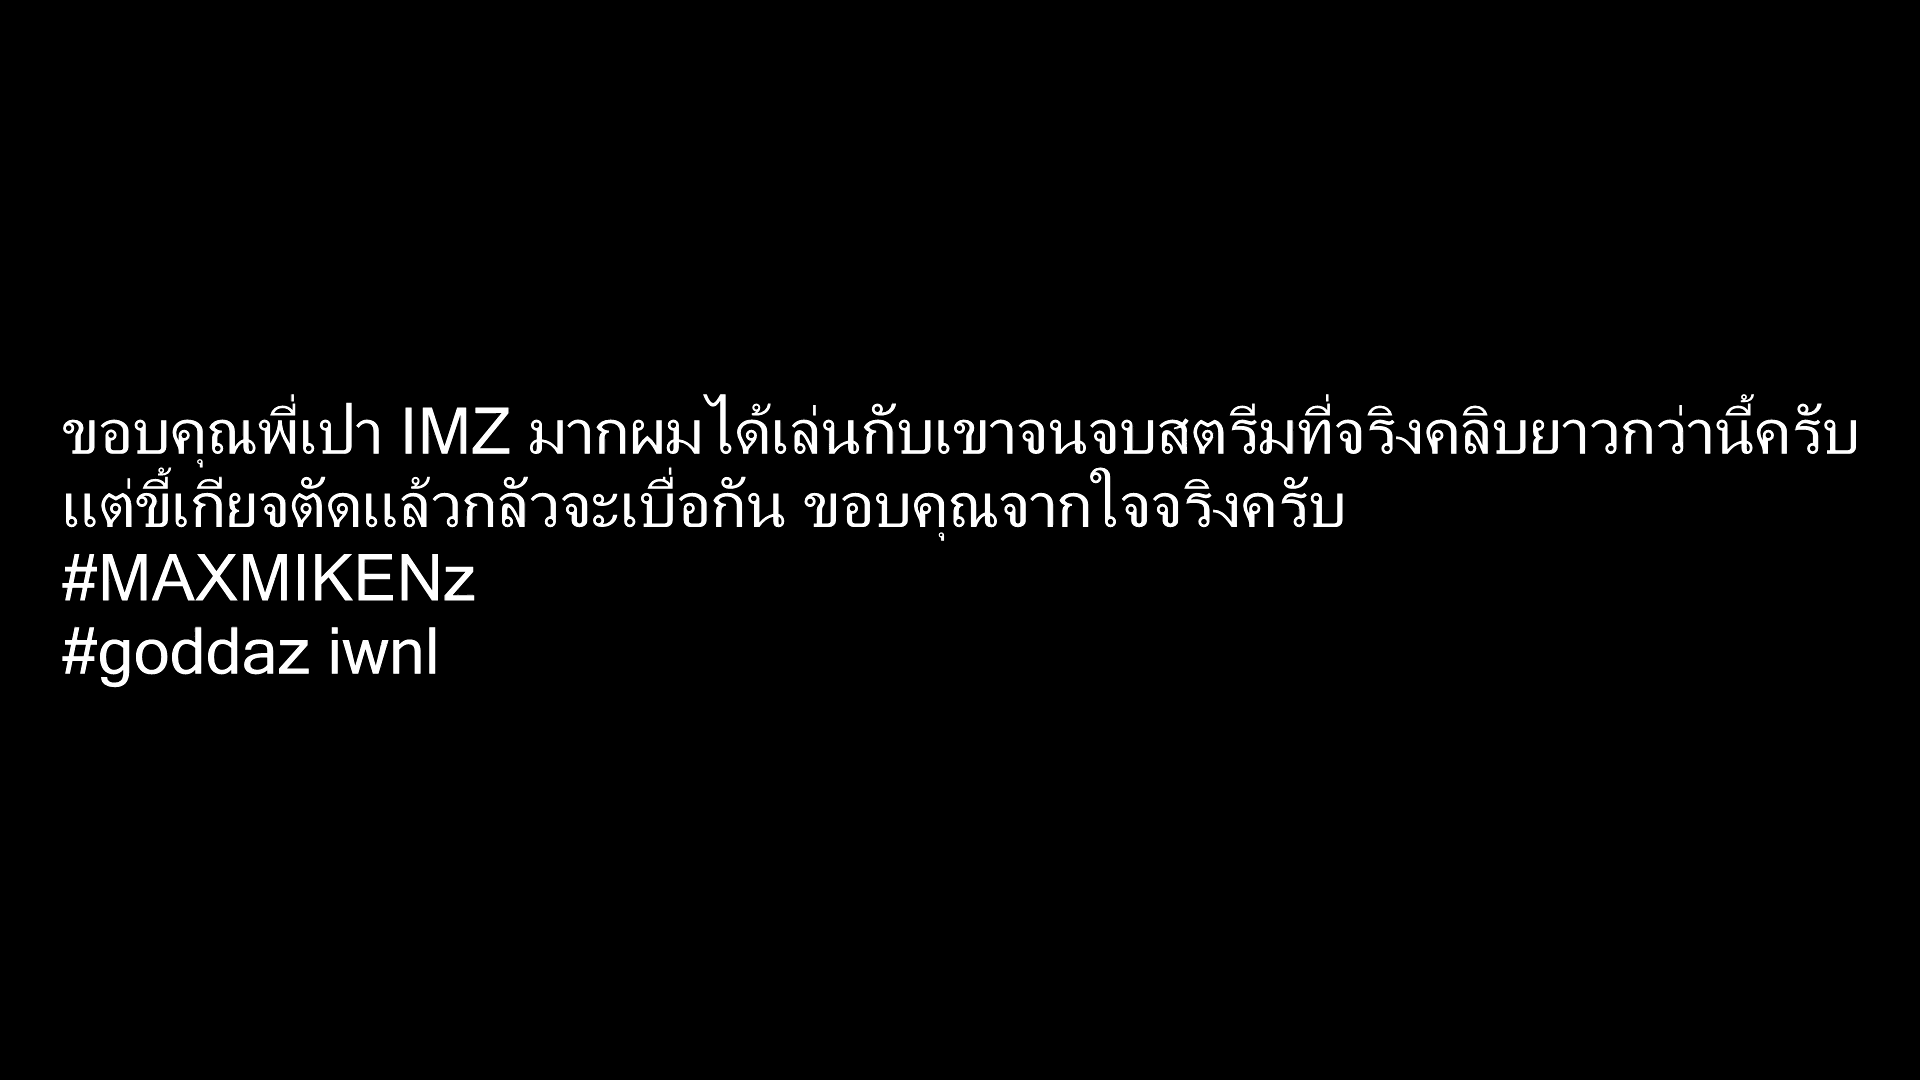 ขอบคุณพี่เปา IMZ มากผมได้เล่นกับเขาจนจบสตรีมที่จริงคลิบยาวกว่านี้ครับ
แต่ขี้เกียจตัดแล้วกลัวจะเบื่อกัน ขอบคุณจากใจจริงครับ
#MAXMIKENz
#goddaz iwnl